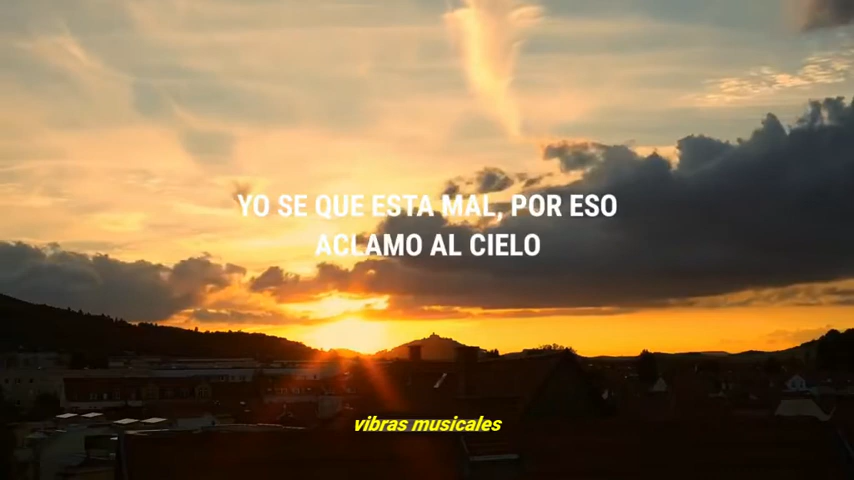 YO SE QUE ESTA MAL, POR ESO
ACLAMO AL CIELO
vibras musicales